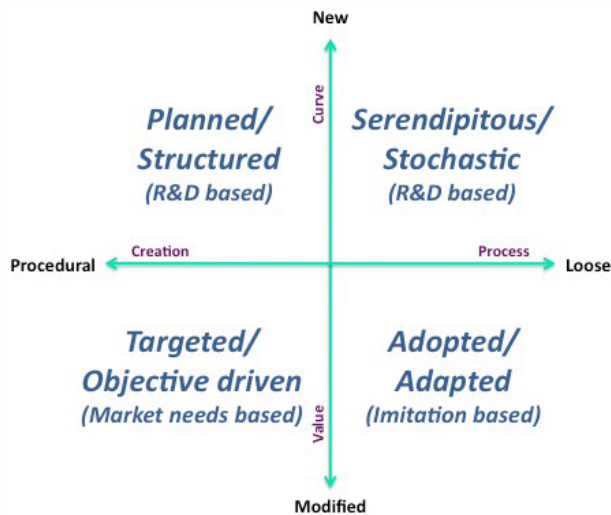 New
Curve
Planned/
Structured
(R&D based)
Serendipitous/
Stochastic
(R&D based)
Creation
Process
Procedural
Loose
Targeted/
Objective driven
(Market needs based)
Adopted/
Adapted
(Imitation based)
Value
Modified